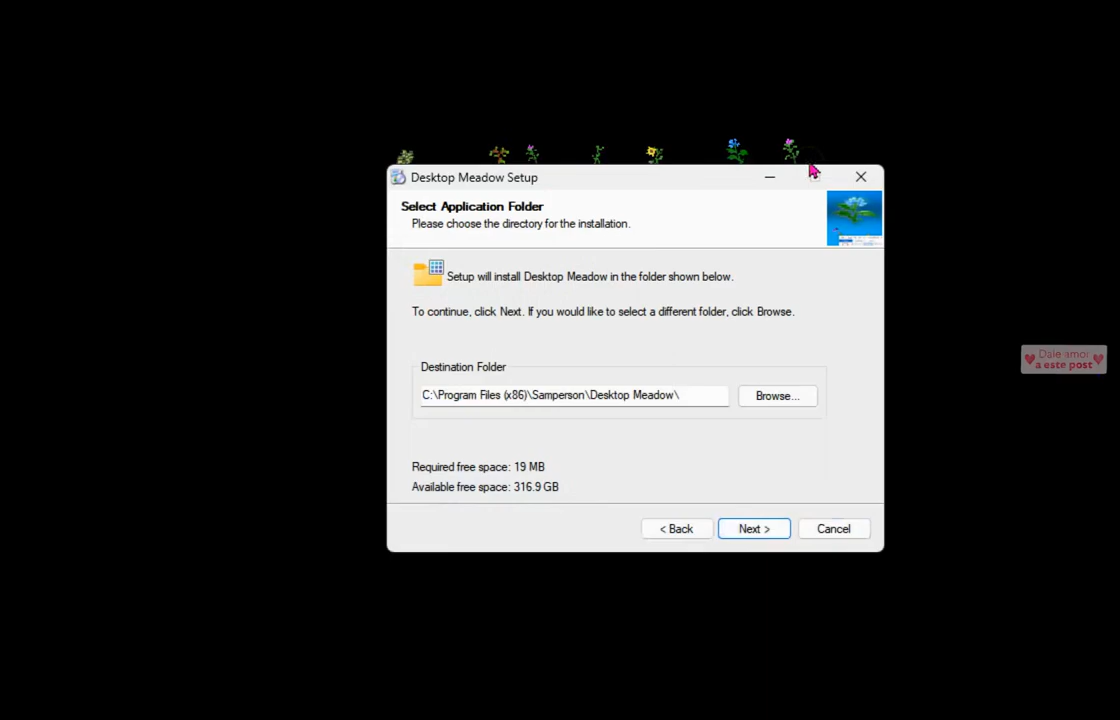 Desktop Meadow Setup
Select Application Folder
Please choose the directory for the installation.
Setup will install Desktop Meadow in the folder shown below.
To continue, click Next. If you would like to select a different folder, click Browse.
Destination Folder
C:\Program Files (x86)\Samperson\Desktop Meadow\
Browse...
Dale amor
a este post
Required free space: 19 MB
Available free space: 316.9 GB
< Back
Next >
Cancel